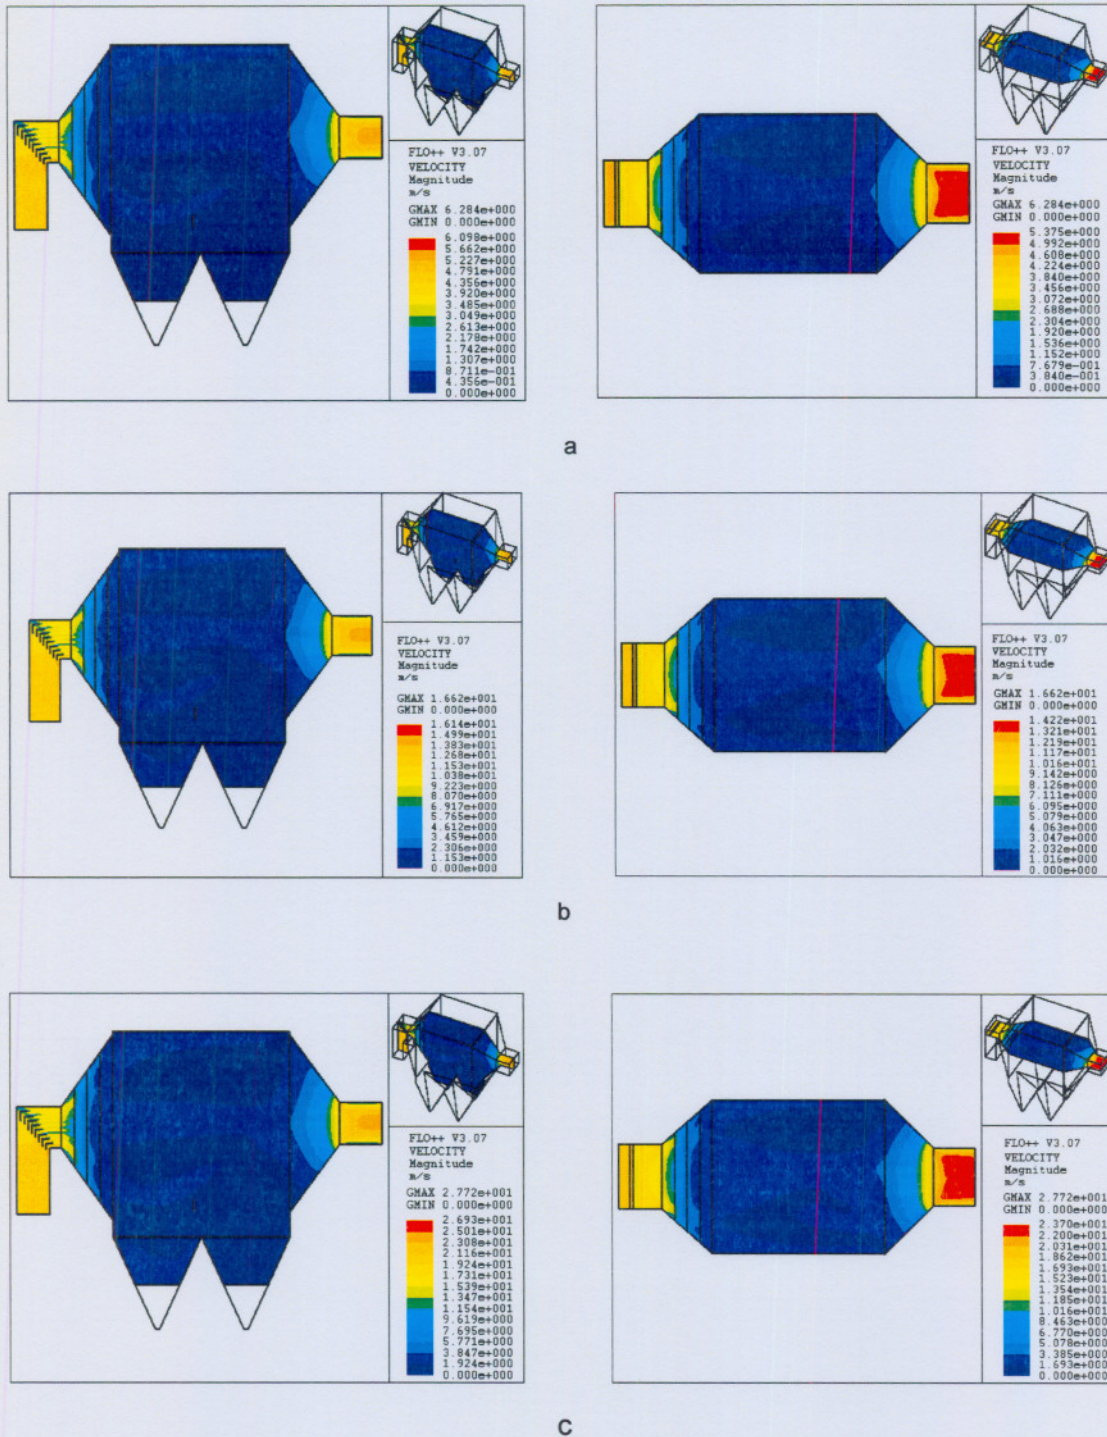 FLO++ V3.07
VELOCITY
Magnitude
m/s
GMAX 6.284e+000
GMIN 0.000e+000
6.098e+000
5.662e+000
5.227e+000
4.791e+000
4.356e+000
3.920e+000
3.485e+000
3.049e+000
2.613e+000
2.178e+000
1.742e+000
1.307e+000
8.711e-001
4.356e-001
0.000e+000
FLO++ V3.07
VELOCITY
Magnitude
m/s
GMAX 6.284e+000
GMIN 0.000e+000
5.375e+000
4.992e+000
4.608e+000
4.224e+000
3.840e+000
3.456e+000
3.072e+000
2.688e+000
2.304e+000
1.920e+000
1.536e+000
1.152e+000
7.679e-001
3.840e-001
0.000e+000
a
FLO++ V3.07
VELOCITY
Magnitude
m/s
GMAX 1.662e+001
GMIN 0.000e+000
1.614e+001
1.499e+001
1.383e+001
1.268e+001
1.153e+001
1.038e+001
9.223e+000
8.070e+000
6.917e+000
5.765e+000
4.612e+000
3.459e+000
2.306e+000
1.153e+000
0.000e+000
FLO++ V3.07
VELOCITY
Magnitude
m/s
GMAX 1.662e+001
GMIN 0.000e+000
1.422e+001
1.321e+001
1.219e+001
1.117e+001
1.016e+001
9.142e+000
8.126e+000
7.111e+000
6.095e+000
5.079e+000
4.063e+000
3.047e+000
2.032e+000
1.016e+000
0.000e+000
b
FLO++ V3.07
VELOCITY
Magnitude
m/s
GMAX 2.772e+001
GMIN 0.000e+000
2.693e+001
2.501e+001
2.308e+001
2.116e+001
1.924e+001
1.731e+001
1.539e+001
1.347e+001
1.154e+001
9.619e+000
7.695e+000
5.771e+000
3.847e+000
1.924e+000
0.000e+000
FLO++ V3.07
VELOCITY
Magnitude
m/s
GMAX 2.772e+001
GMIN 0.000e+000
2.370e+001
2.200e+001
2.031e+001
1.862e+001
1.693e+001
1.523e+001
1.354e+001
1.185e+001
1.016e+001
8.463e+000
6.770e+000
5.078e+000
3.385e+000
1.693e+000
0.000e+000
c